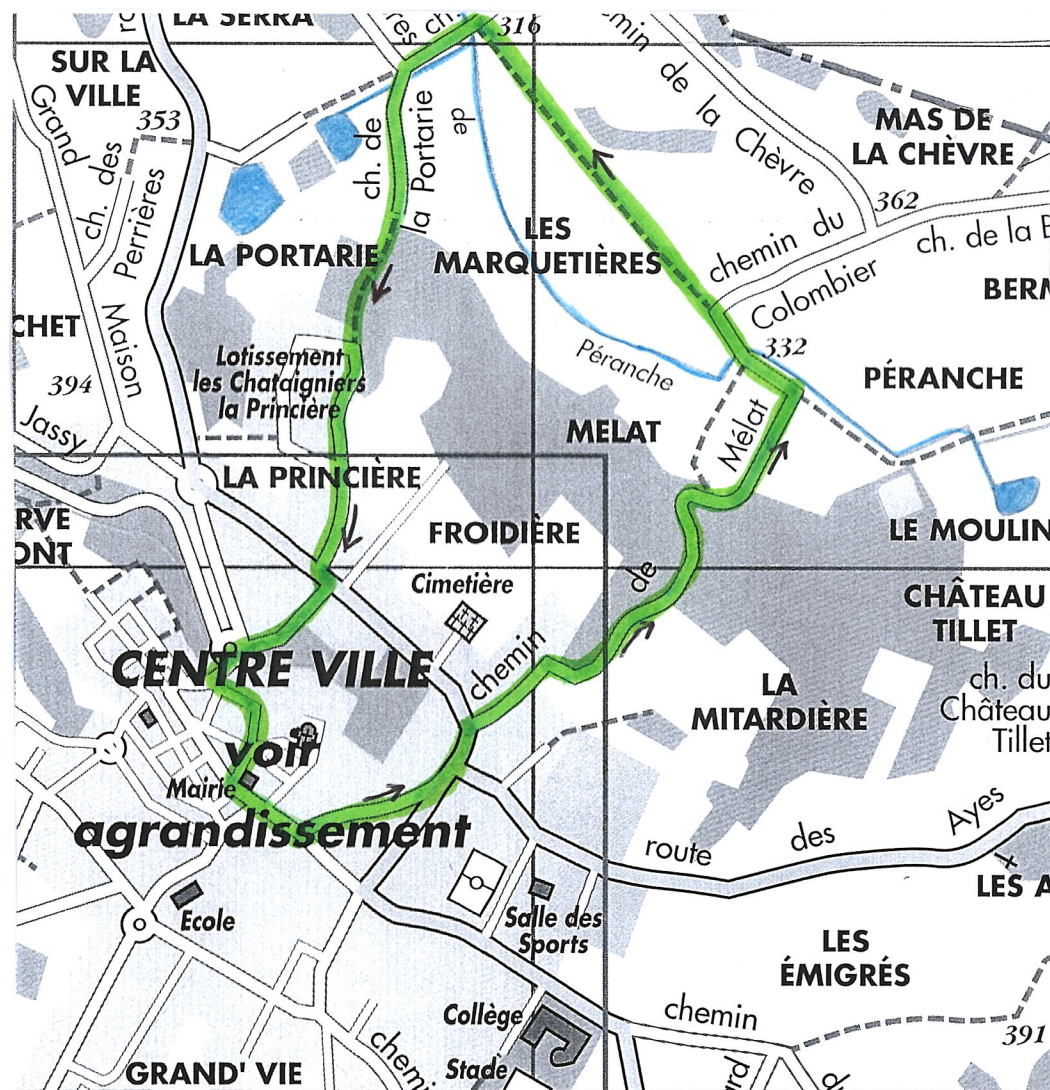 LA SERRA
ch.
316
SUR LA
VILLE
353
Grand
ch. des
Perrières
Maison
ch. de
la Portarie
de
chemin de la Chèvre
MAS DE
LA CHÈVRE
362
LA PORTARIE
LES
MARQUETIÈRES
chemin du
Colombier
ch. de la B
BERM
CHET
394
Jassy
Lotissement
les Chataigniers
la Princière
Péranche
332
PÉRANCHE
MELAT
Mélat
LA PRINCIÈRE
RVE
ONT
FROIDIÈRE
LE MOULIN
Cimetière
de
chemin
CHÂTEAU
TILLET
CENTRE VILLE
LA
MITARDIÈRE
ch. du
Château
Tillet
voir
Mairie
agrandissement
route des Ayes
LES A
Ecole
Salle des
Sports
LES
ÉMIGRÉS
Collège
chemin
391
Stade
chemi
GRAND' VIE